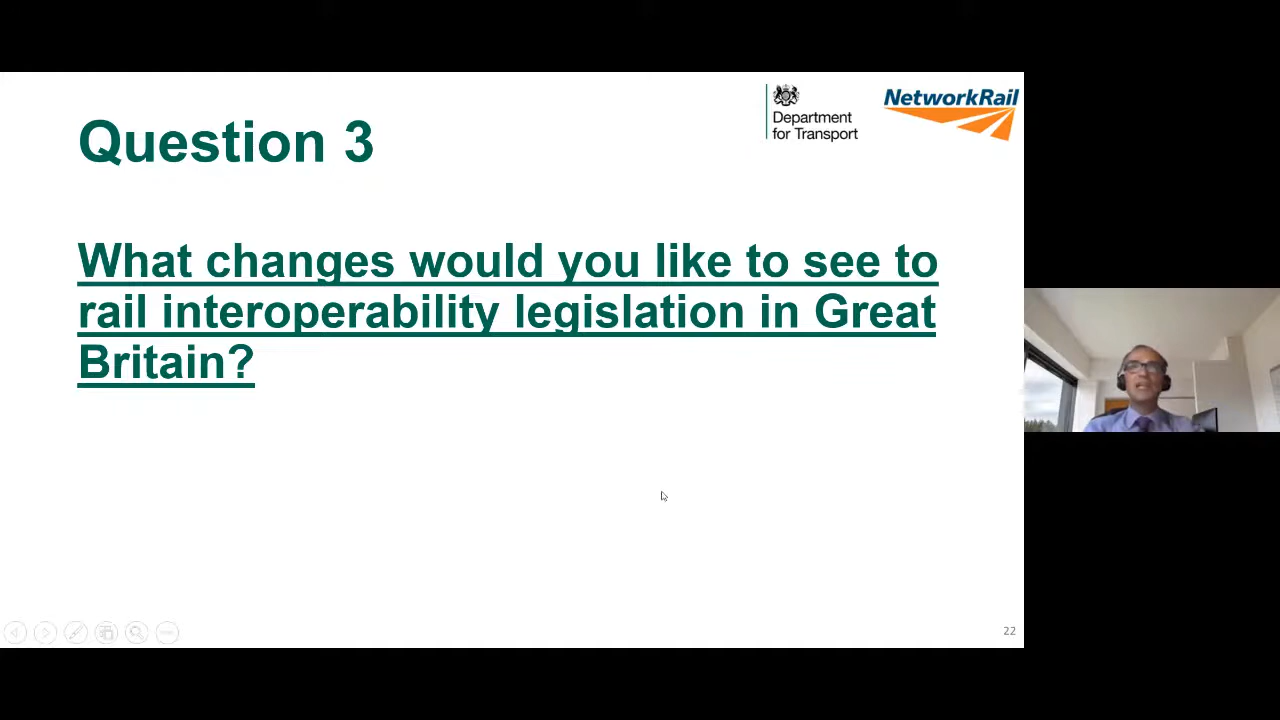 Department
for Transport
NetworkRail
Question 3
What changes would you like to see to
rail interoperability legislation in Great
Britain?
22